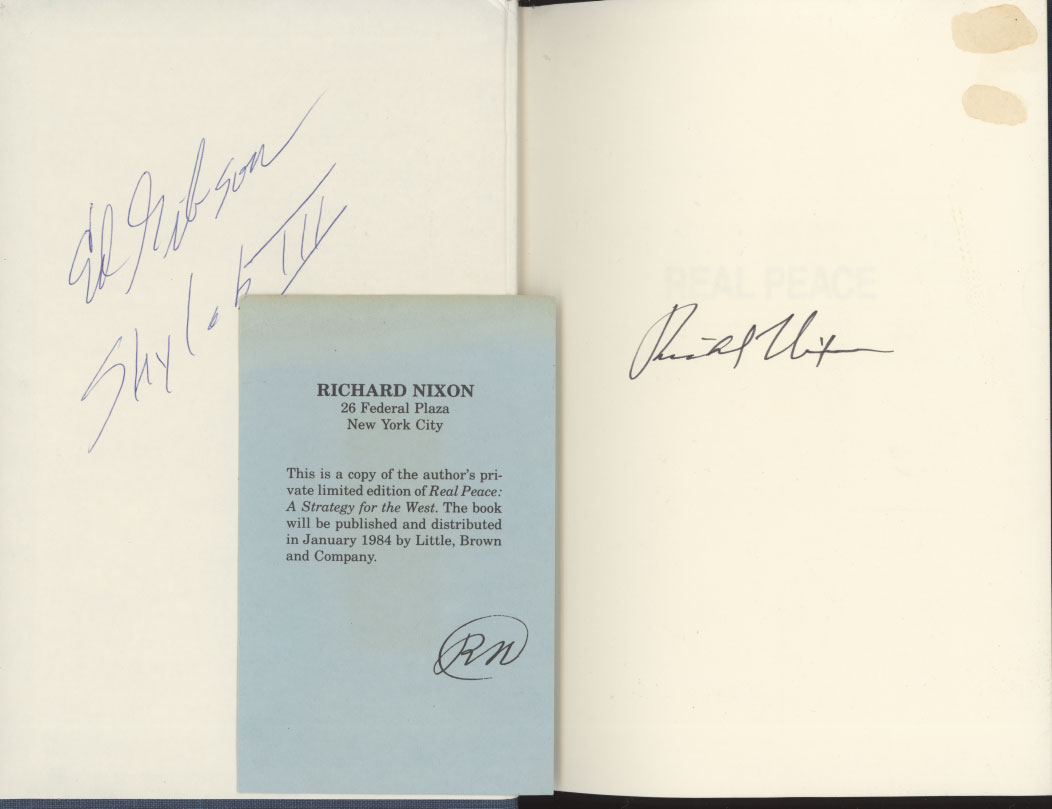 Ed Gibson
Skylab III
RICHARD NIXON
26 Federal Plaza
New York City
This is a copy of the author's pri-
vate limited edition of Real Peace:
A Strategy for the West. The book
will be published and distributed
in January 1984 by Little, Brown
and Company.
RN
REAL PEACE
Richard Nixon